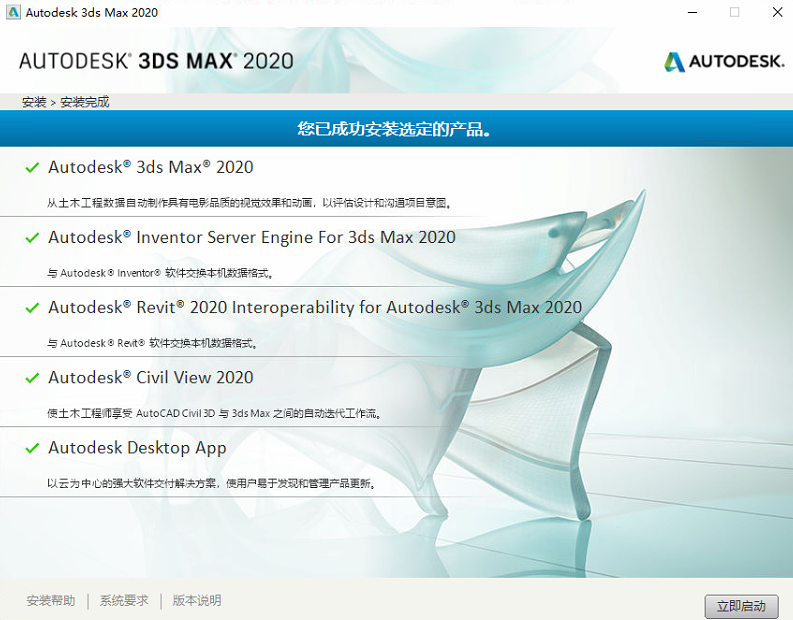 Autodesk 3ds Max 2020
AUTODESK® 3DS MAX® 2020
AUTODESK.
安装 > 安装完成
您已成功安装选定的产品。
Autodesk® 3ds Max® 2020
从土木工程数据自动制作具有电影品质的视觉效果和动画，以评估设计和沟通项目意图。
Autodesk® Inventor Server Engine For 3ds Max 2020
与 Autodesk® Inventor® 软件交换本机数据格式。
Autodesk® Revit® 2020 Interoperability for Autodesk® 3ds Max 2020
与 Autodesk® Revit® 软件交换本机数据格式。
Autodesk® Civil View 2020
使土木工程师享受 AutoCAD Civil 3D 与 3ds Max 之间的自动迭代工作流。
Autodesk Desktop App
以云为中心的强大软件交付解决方案，使用户易于发现和管理产品更新。
安装帮助 | 系统要求 | 版本说明
立即启动